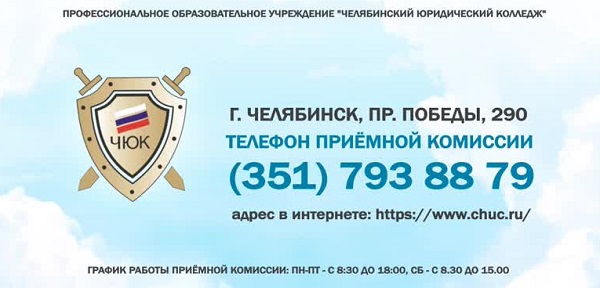 ПРОФЕССИОНАЛЬНОЕ ОБРАЗОВАТЕЛЬНОЕ УЧРЕЖДЕНИЕ "ЧЕЛЯБИНСКИЙ ЮРИДИЧЕСКИЙ КОЛЛЕДЖ"
ЧЮК
Г. ЧЕЛЯБИНСК, ПР. ПОБЕДЫ, 290
ТЕЛЕФОН ПРИЁМНОЙ КОМИССИИ
(351) 793 88 79
адрес в интернете: https://www.chuc.ru/
ГРАФИК РАБОТЫ ПРИЁМНОЙ КОМИССИИ: ПН-ПТ - С 8:30 ДО 18:00, СБ - С 8.30 ДО 15.00